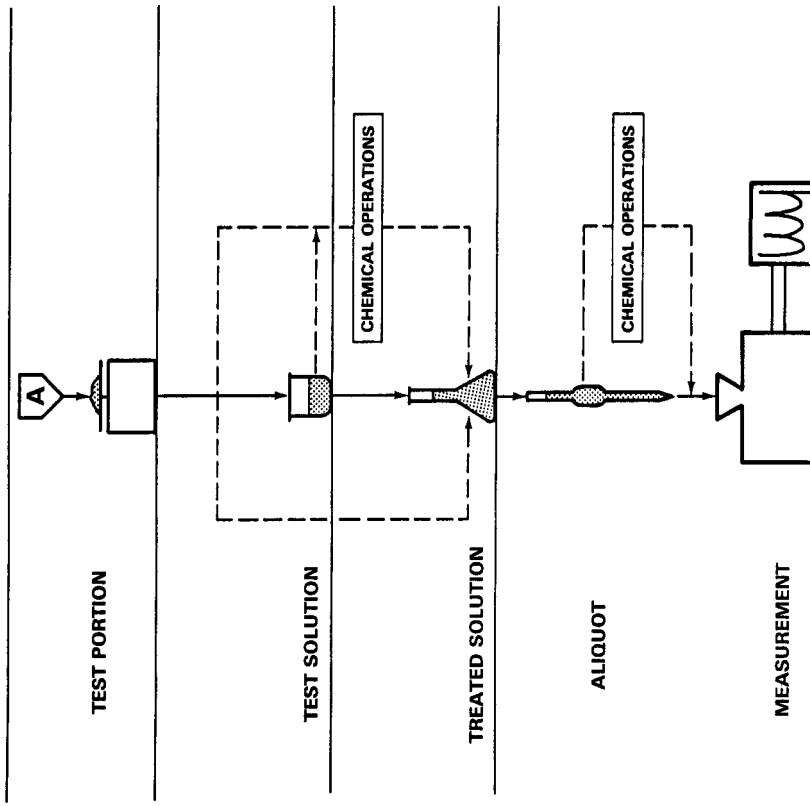 A
TEST PORTION
TEST SOLUTION
CHEMICAL OPERATIONS
TREATED SOLUTION
ALIQUOT
CHEMICAL OPERATIONS
MEASUREMENT